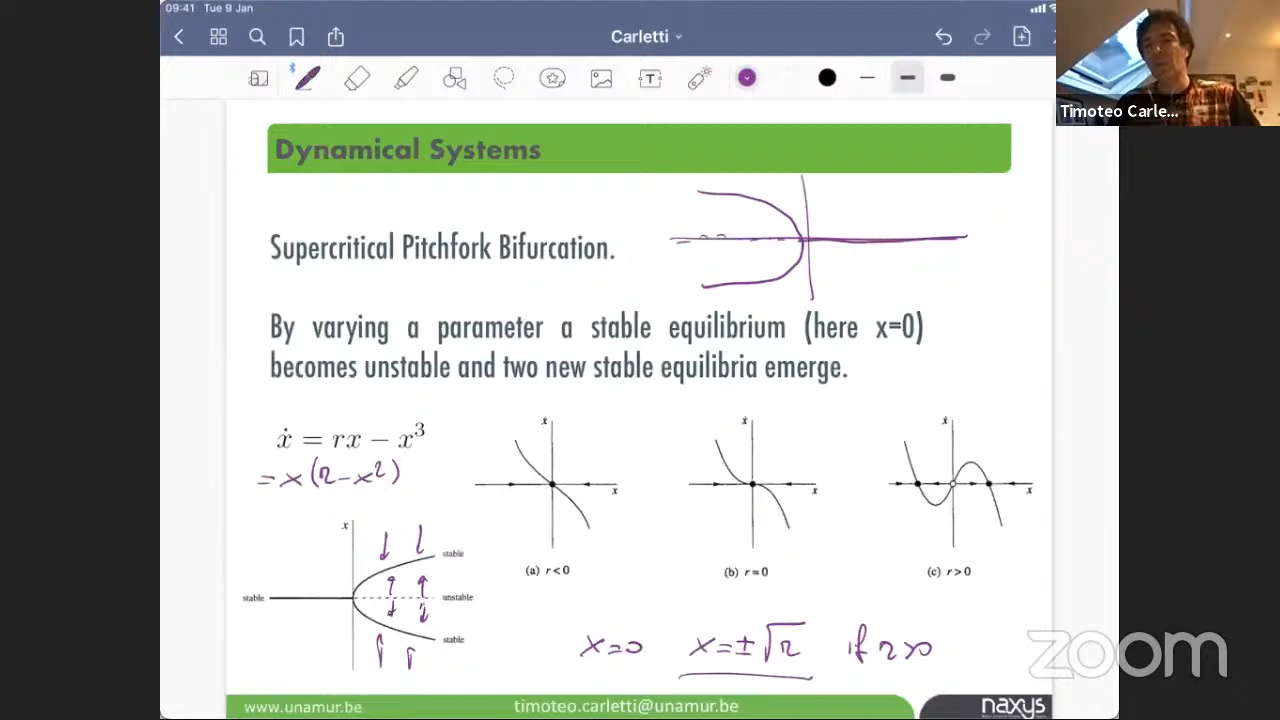 09:41 Tue 9 Jan
Carletti
Timoteo Carle...
Dynamical Systems
Supercritical Pitchfork Bifurcation.
By varying a parameter a stable equilibrium (here x=0)
becomes unstable and two new stable equilibria emerge.
ẋ = rx − x³
= x(r − x²)
ẋ
x
(a) r < 0
ẋ
x
(b) r = 0
ẋ
x
(c) r > 0
x
stable
stable
unstable
stable
x=0 x=±√r if r>0
zoom
www.unamur.be
timoteo.carletti@unamur.be
naxys